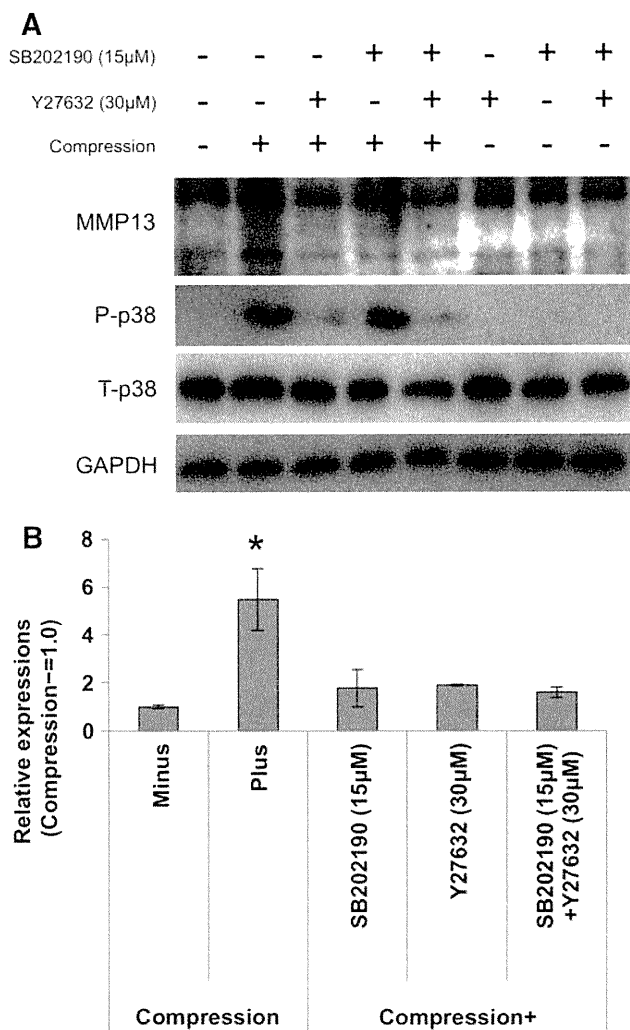 A
SB202190 (15μM) - - - + + - + +
Y27632 (30μM) - - + - + + - +
Compression - + + + + - - -
MMP13
P-p38
T-p38
GAPDH
B
Relative expressions
(Compression-=1.0)
8
6
4
2
0
*
Minus
Plus
SB202190 (15μM)
Y27632 (30μM)
SB202190 (15μM)
+Y27632 (30μM)
Compression
Compression+